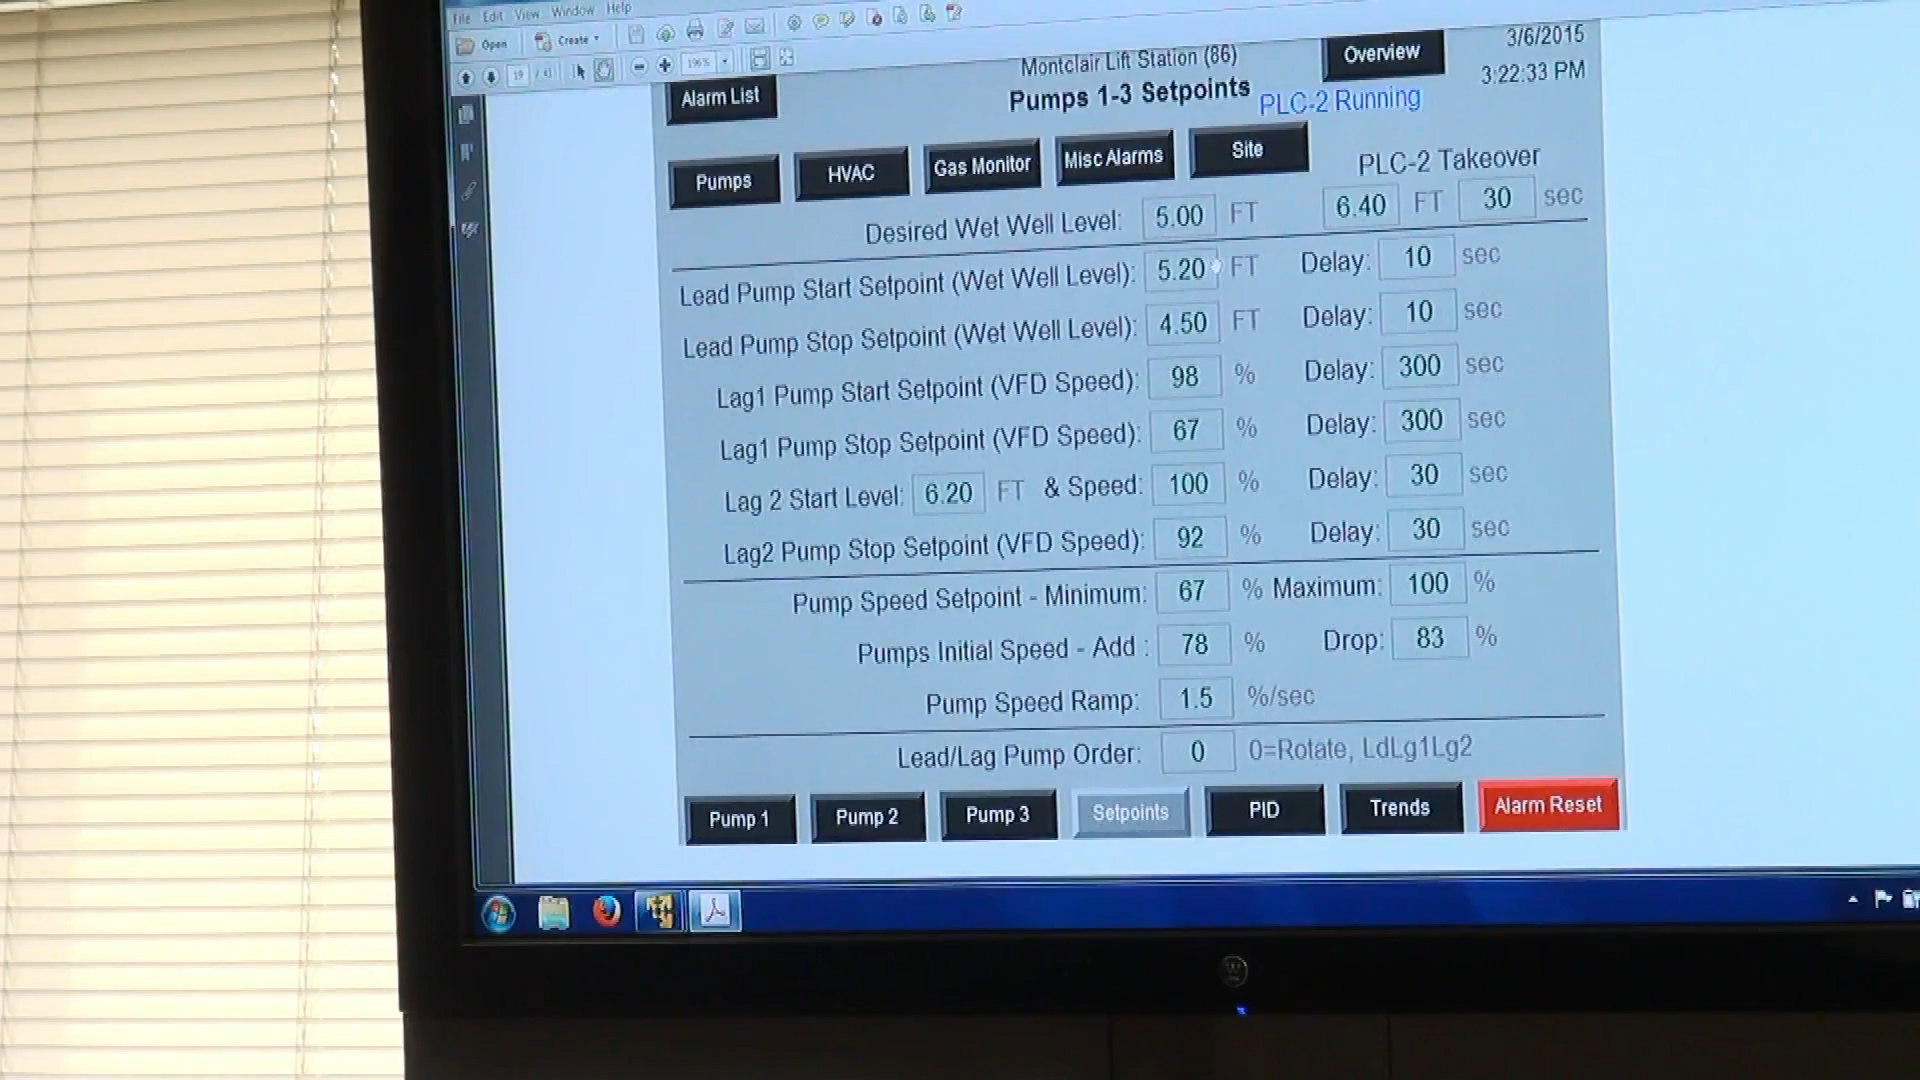 File Edit View Window Help
Open Create
19 / 41 196%
Montclair Lift Station (86) Overview 3/6/2015
Alarm List Pumps 1-3 Setpoints PLC-2 Running 3:22:33 PM
Pumps HVAC Gas Monitor Misc Alarms Site PLC-2 Takeover
Desired Wet Well Level: 5.00 FT 6.40 FT 30 sec
Lead Pump Start Setpoint (Wet Well Level): 5.20 FT Delay: 10 sec
Lead Pump Stop Setpoint (Wet Well Level): 4.50 FT Delay: 10 sec
Lag1 Pump Start Setpoint (VFD Speed): 98 % Delay: 300 sec
Lag1 Pump Stop Setpoint (VFD Speed): 67 % Delay: 300 sec
Lag 2 Start Level: 6.20 FT & Speed: 100 % Delay: 30 sec
Lag2 Pump Stop Setpoint (VFD Speed): 92 % Delay: 30 sec
Pump Speed Setpoint - Minimum: 67 % Maximum: 100 %
Pumps Initial Speed - Add : 78 % Drop: 83 %
Pump Speed Ramp: 1.5 %/sec
Lead/Lag Pump Order: 0 0=Rotate, LdLg1Lg2
Pump 1 Pump 2 Pump 3 Setpoints PID Trends Alarm Reset